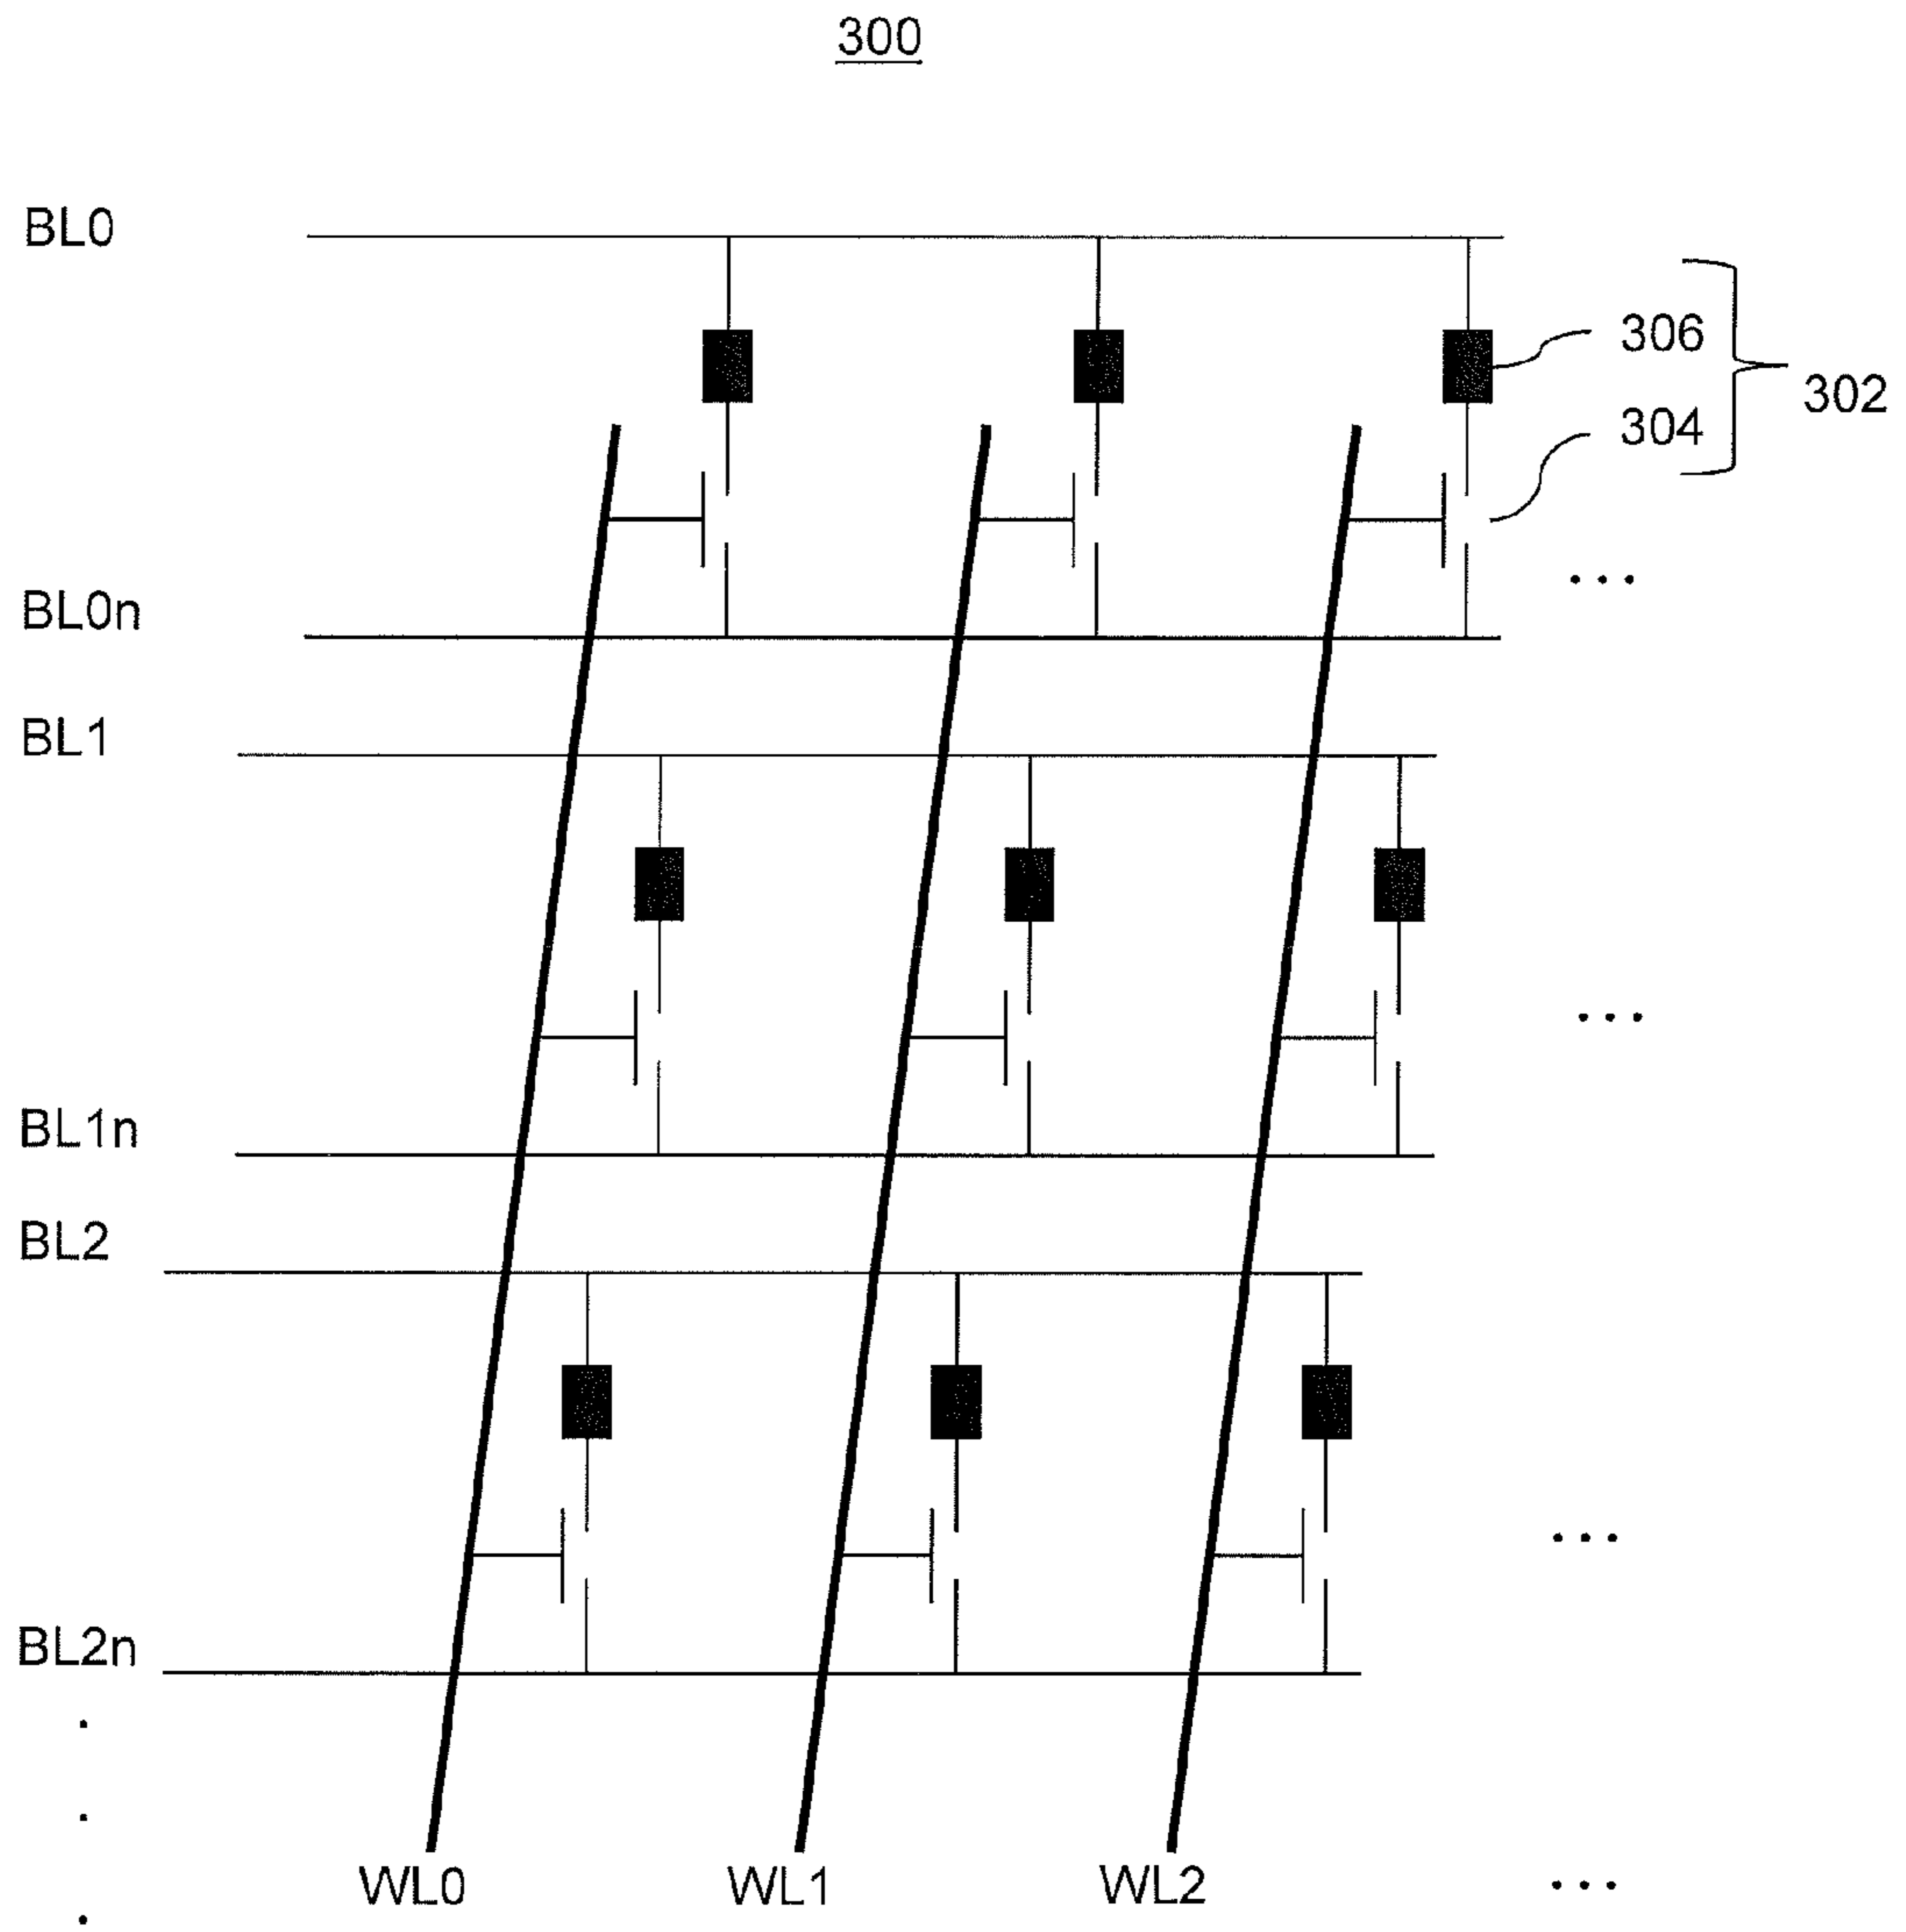 300
BL0
306
302
304
BL0n
...
BL1
...
BL1n
BL2
...
BL2n
.
.
.
WL0 WL1 WL2 ...